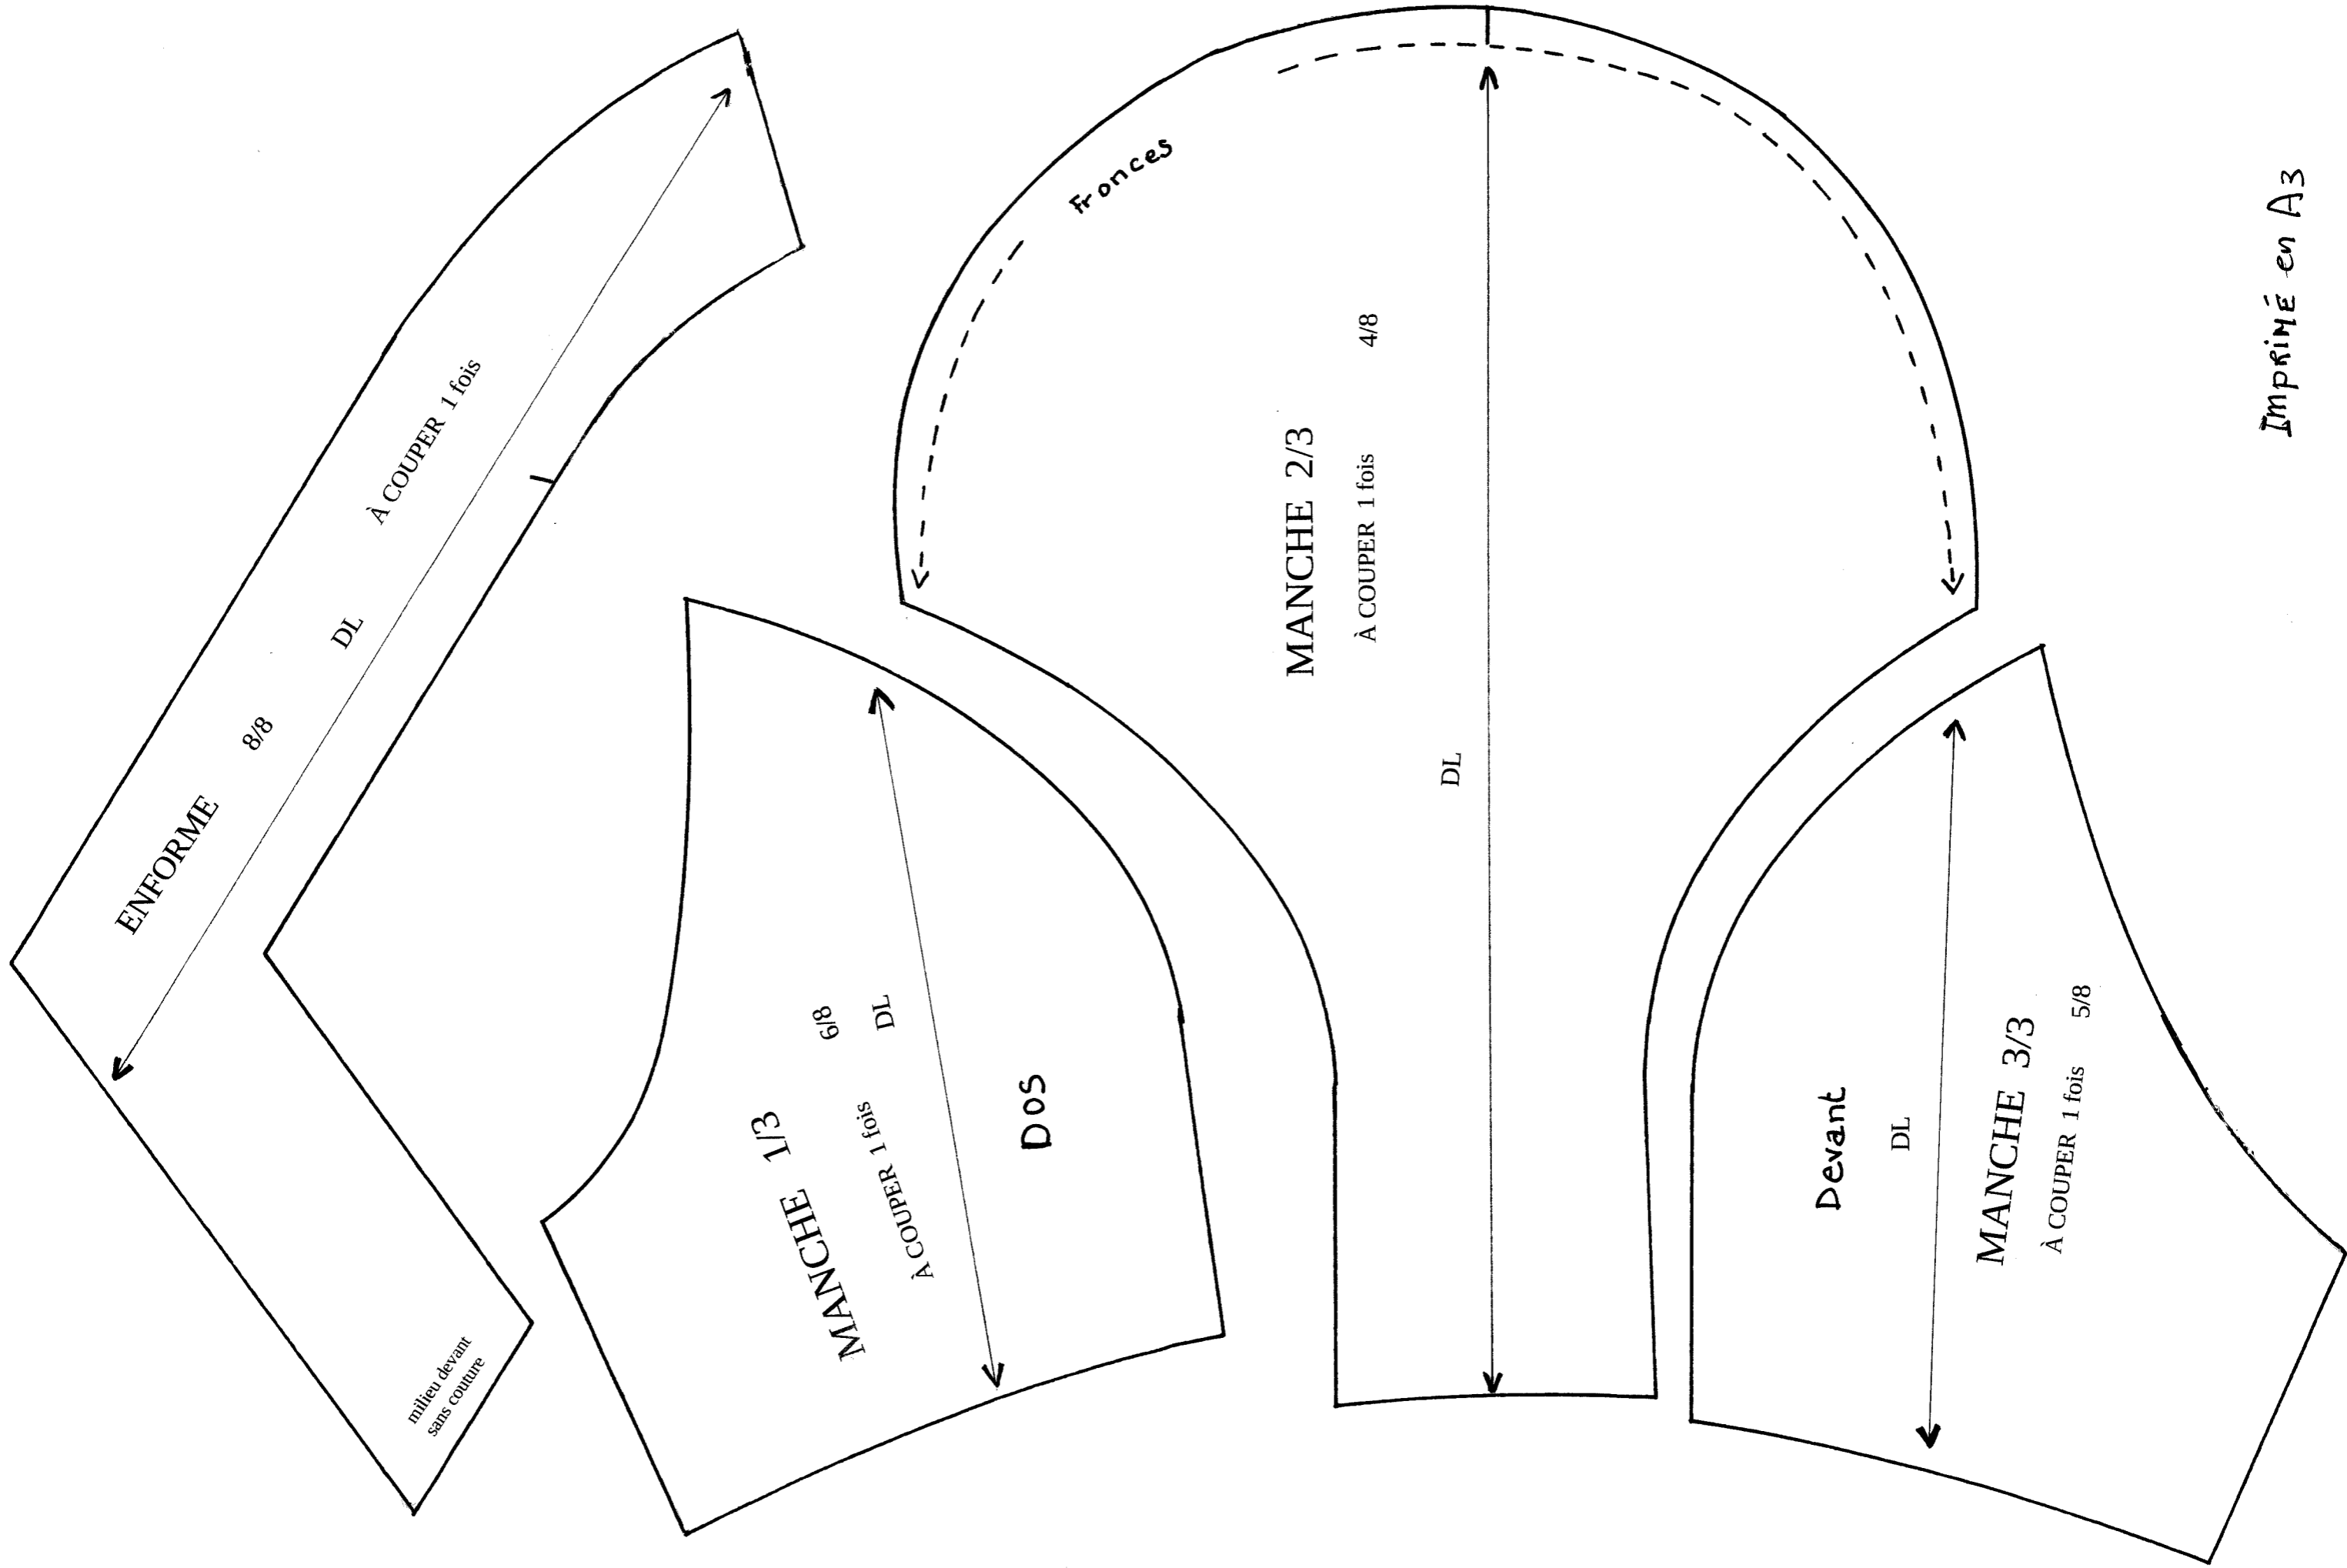 ENFORME 8/8
DL
À COUPER 1 fois
milieu devant
sans couture
MANCHE 1/3
6/8
À COUPER 1 fois
DL
DOS
Fronces
MANCHE 2/3
À COUPER 1 fois 4/8
DL
Devant
DL
MANCHE 3/3
À COUPER 1 fois 5/8
ImpriMÉ en A3